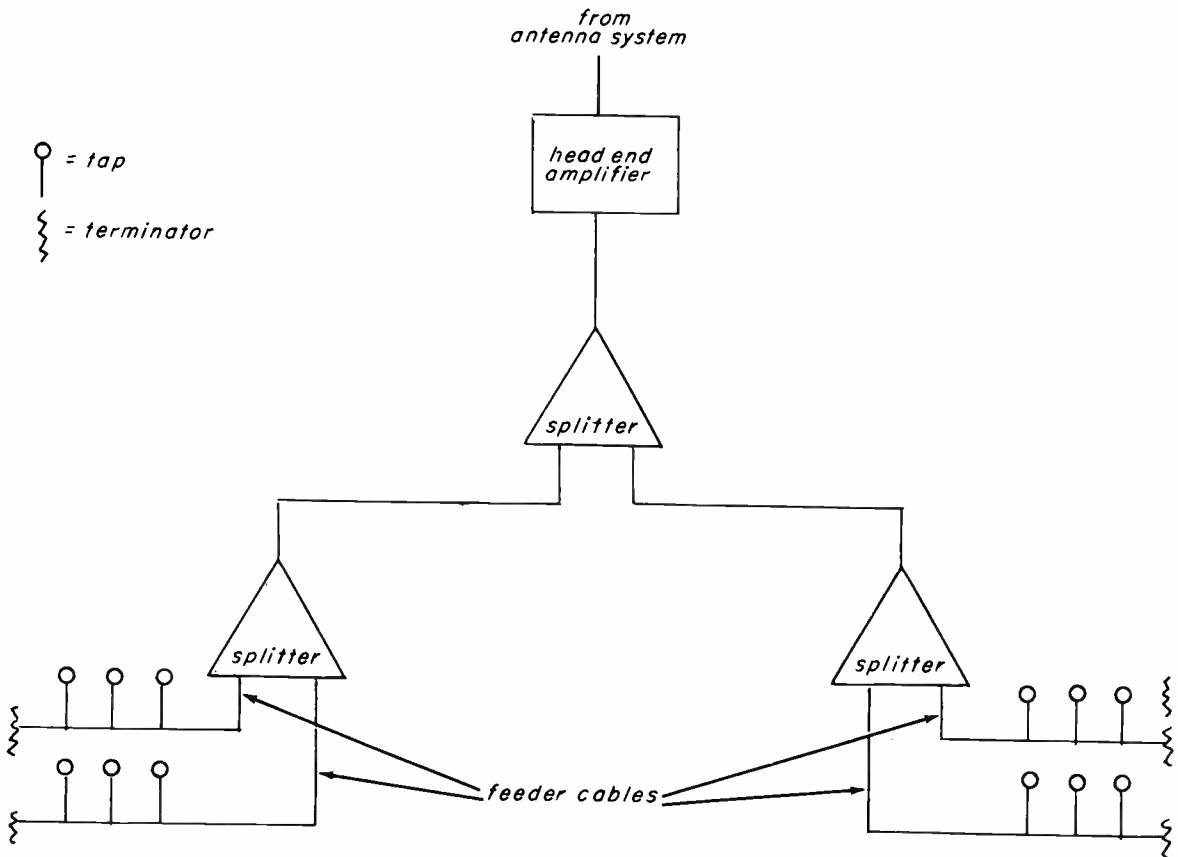 from
antenna system
head end
amplifier
= tap
= terminator
splitter
splitter
splitter
feeder cables